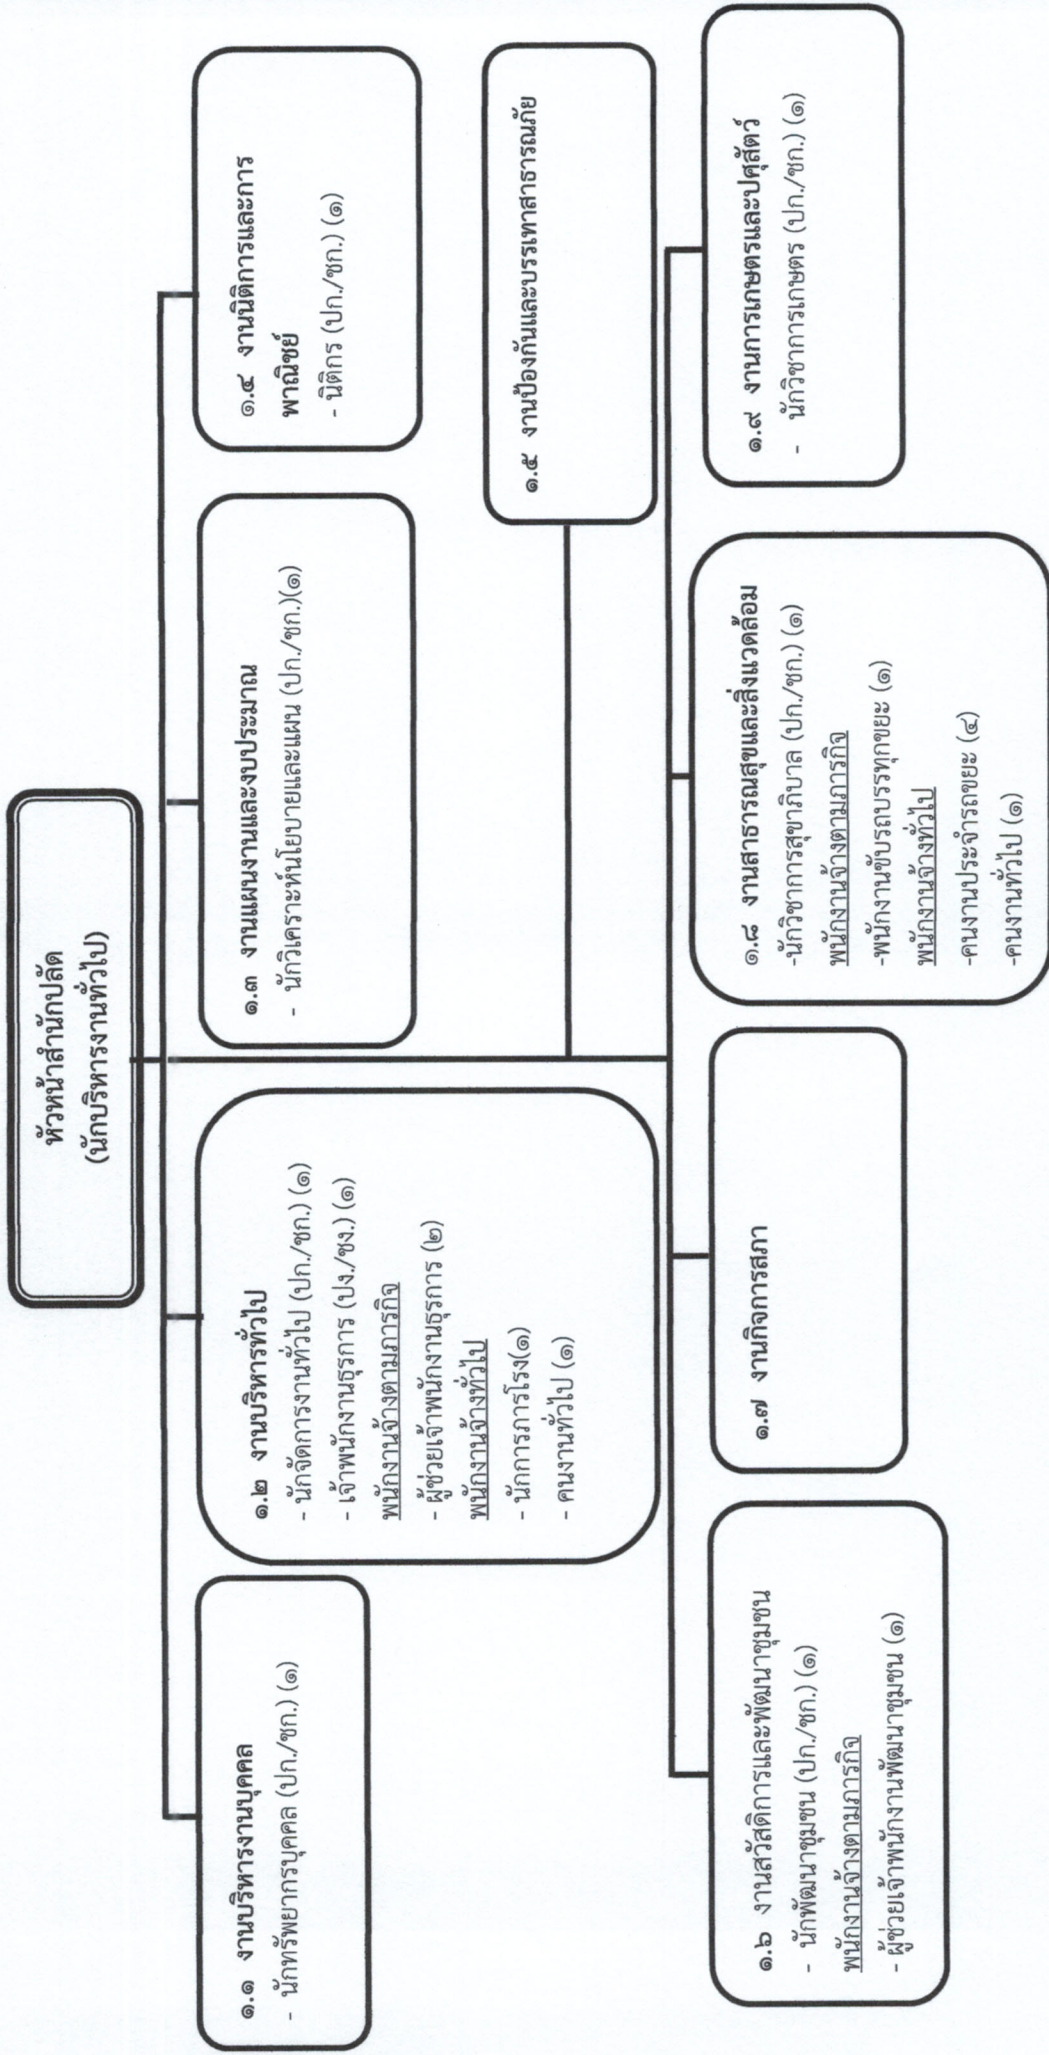 หัวหน้าสำนักปลัด
(นักบริหารงานทั่วไป)
๑.๑ งานบริหารงานบุคคล
- นักทรัพยากรบุคคล (ปก./ชก.) (๑)
๑.๒ งานบริหารทั่วไป
- นักจัดการงานทั่วไป (ปก./ชก.) (๑)
- เจ้าพนักงานธุรการ (ปง./ชง.) (๑)
พนักงานจ้างตามภารกิจ
- ผู้ช่วยเจ้าพนักงานธุรการ (๒)
พนักงานจ้างทั่วไป
- นักการภารโรง(๑)
- คนงานทั่วไป (๑)
๑.๓ งานแผนงานและงบประมาณ
- นักวิเคราะห์นโยบายและแผน (ปก./ชก.)(๑)
๑.๔ งานนิติการและการ
พาณิชย์
- นิติกร (ปก./ชก.) (๑)
๑.๕ งานป้องกันและบรรเทาสาธารณภัย
๑.๖ งานสวัสดิการและพัฒนาชุมชน
- นักพัฒนาชุมชน (ปก./ชก.) (๑)
พนักงานจ้างตามภารกิจ
- ผู้ช่วยเจ้าพนักงานพัฒนาชุมชน (๑)
๑.๗ งานกิจการสภา
๑.๘ งานสาธารณสุขและสิ่งแวดล้อม
-นักวิชาการสุขาภิบาล (ปก./ชก.) (๑)
พนักงานจ้างตามภารกิจ
-พนักงานขับรถบรรทุกขยะ (๑)
พนักงานจ้างทั่วไป
-คนงานประจำรถขยะ (๔)
-คนงานทั่วไป (๑)
๑.๙ งานการเกษตรและปศุสัตว์
- นักวิชาการเกษตร (ปก./ชก.) (๑)